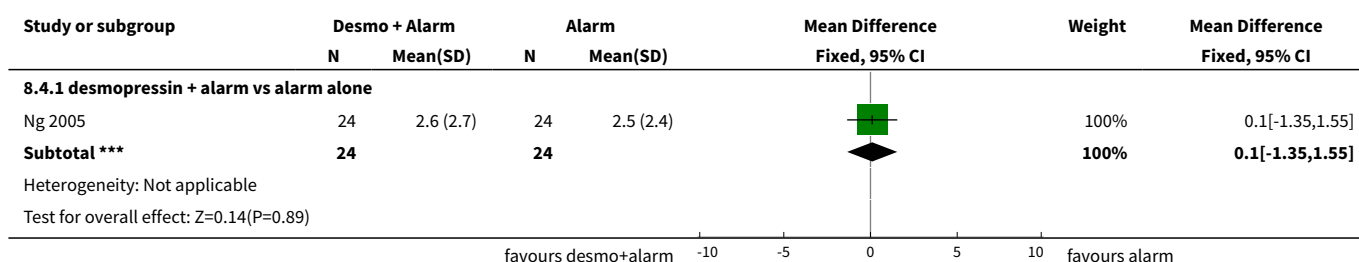 Study or subgroup Desmo + Alarm Alarm Mean Difference Weight Mean Difference
N Mean(SD) N Mean(SD) Fixed, 95% CI Fixed, 95% CI
8.4.1 desmopressin + alarm vs alarm alone
Ng 2005 24 2.6 (2.7) 24 2.5 (2.4) 100% 0.1[-1.35,1.55]
Subtotal *** 24 24 100% 0.1[-1.35,1.55]
Heterogeneity: Not applicable
Test for overall effect: Z=0.14(P=0.89)
favours desmo+alarm -10 -5 0 5 10 favours alarm